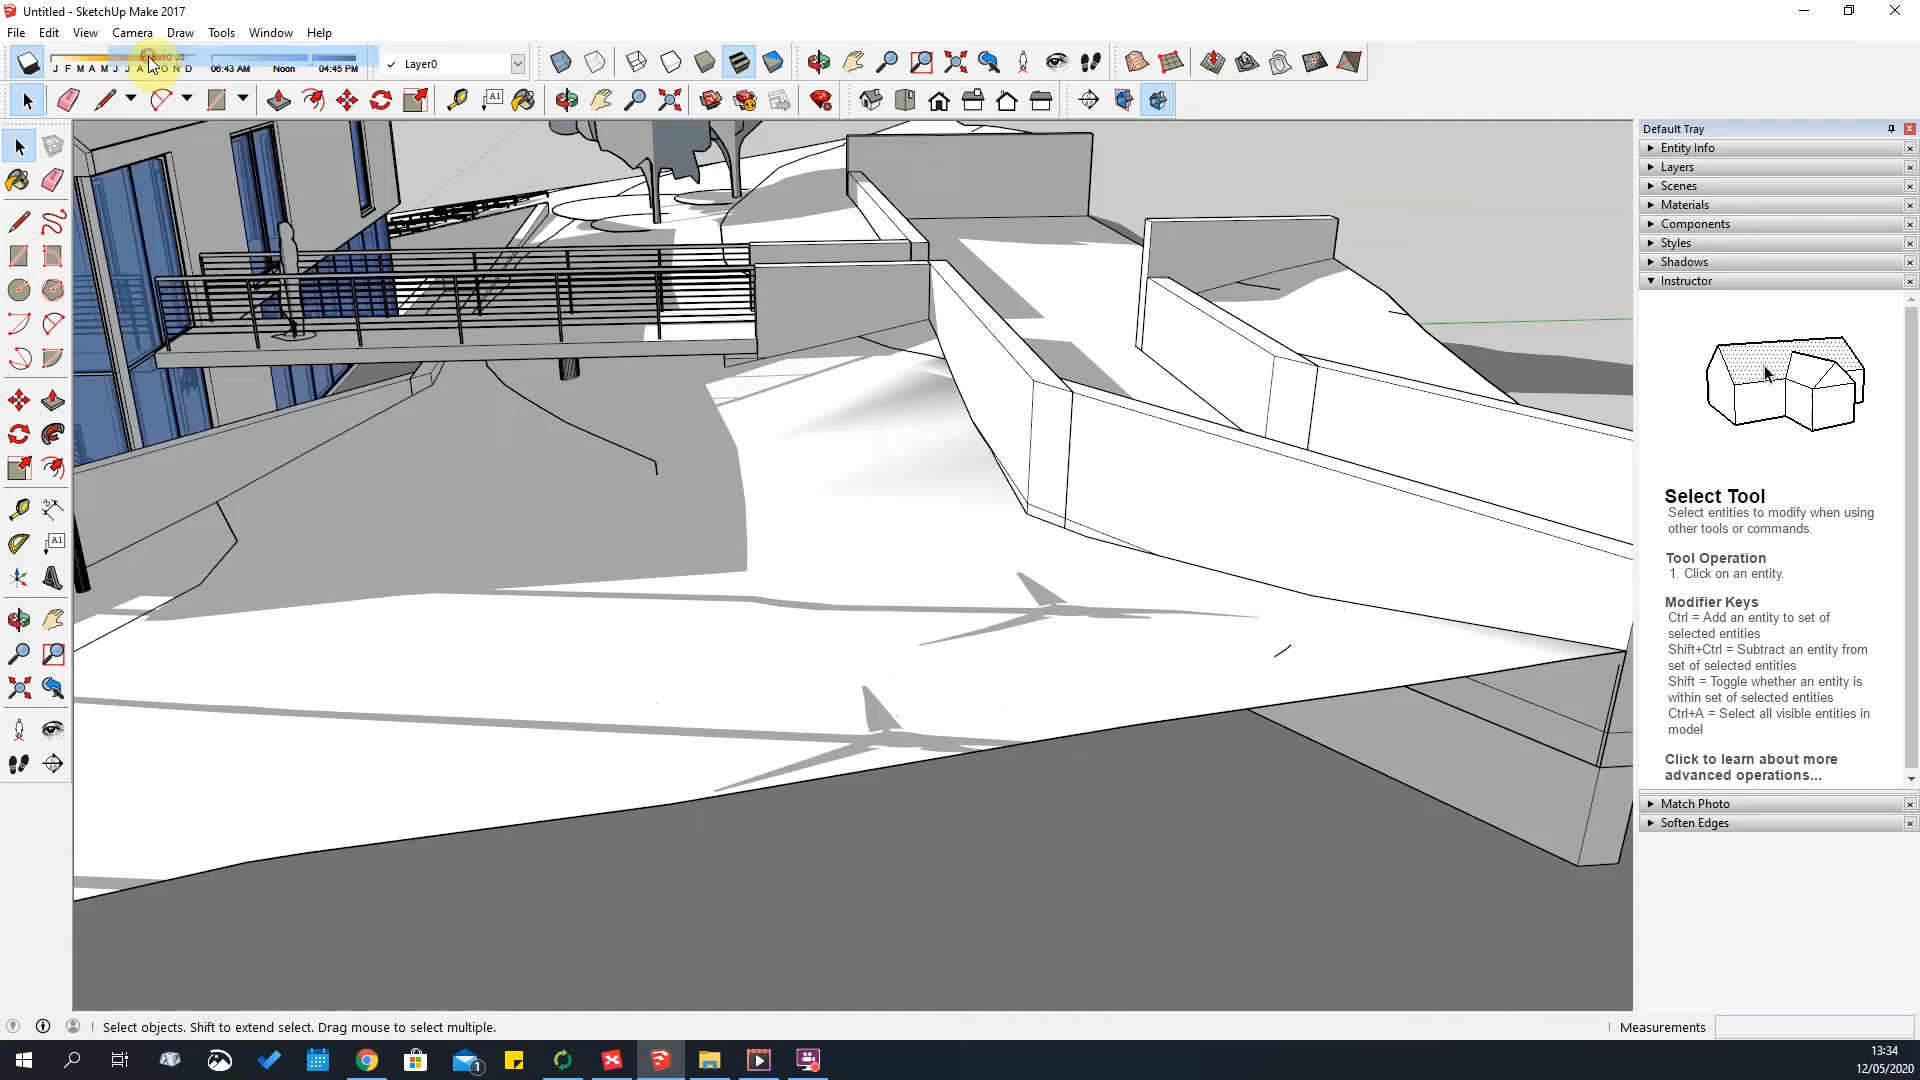 Untitled - SketchUp Make 2017
File Edit View Camera Draw Tools Window Help
Previous
J F M A M J J A S O N D 06:43 AM Noon 04:45 PM
✓ Layer0
A1
Default Tray
Entity Info
Layers
Scenes
Materials
Components
Styles
Shadows
Instructor
A1
Select Tool
Select entities to modify when using
other tools or commands.
Tool Operation
1. Click on an entity.
Modifier Keys
Ctrl = Add an entity to set of
selected entities
Shift+Ctrl = Subtract an entity from
set of selected entities
Shift = Toggle whether an entity is
within set of selected entities
Ctrl+A = Select all visible entities in
model
Click to learn about more
advanced operations...
Match Photo
Soften Edges
Select objects. Shift to extend select. Drag mouse to select multiple.
Measurements
1
13:34
12/05/2020